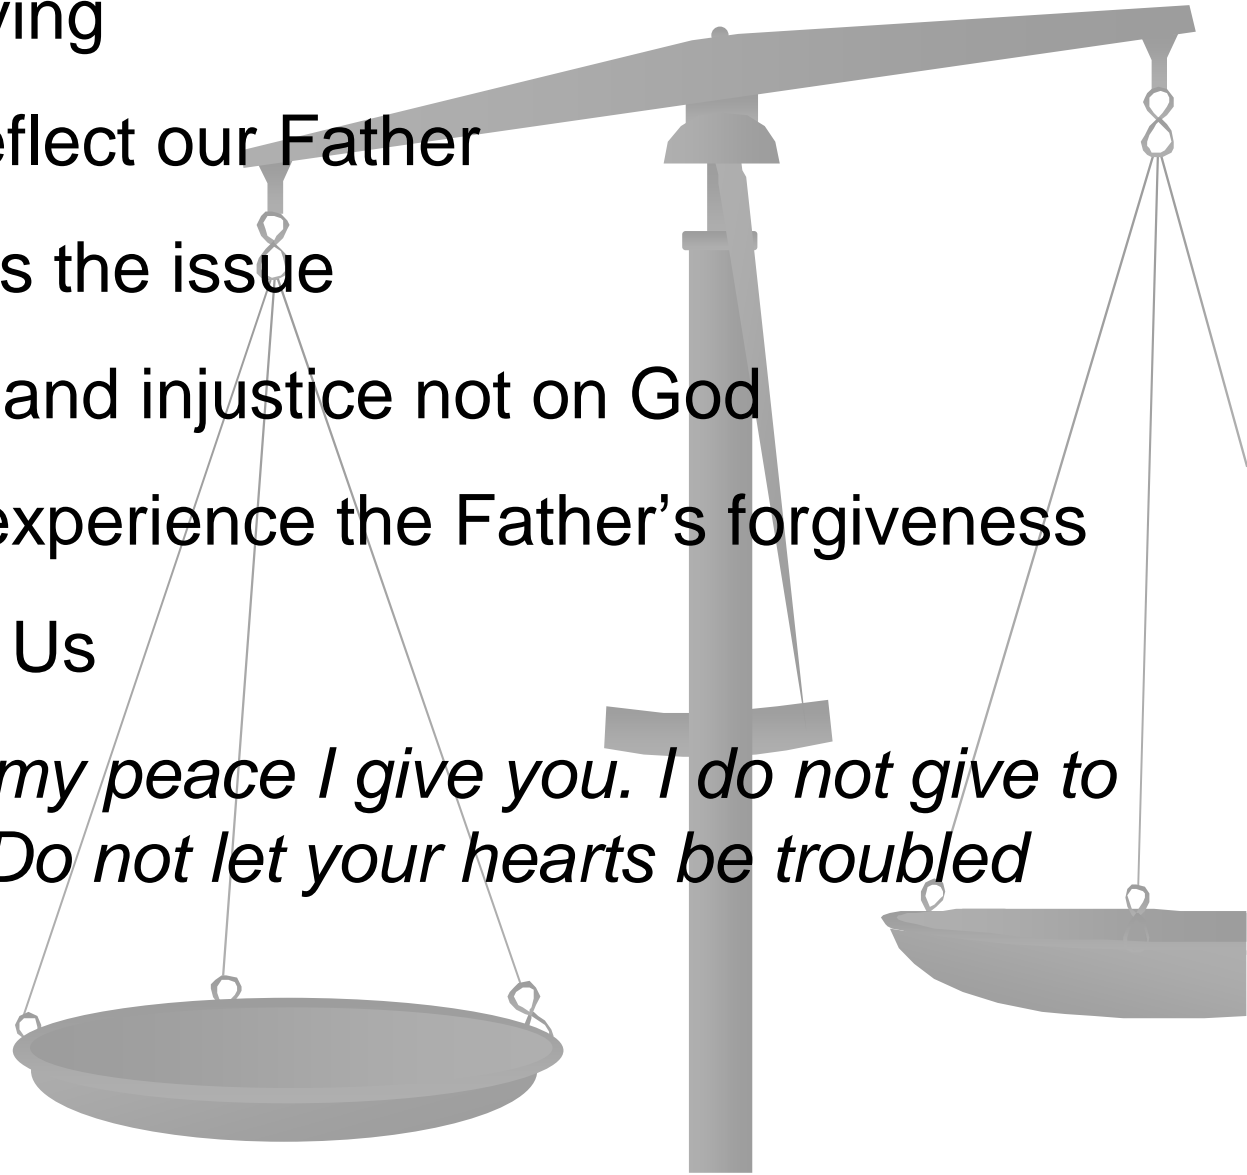 ving
eflect our Father
s the issue
and injustice not on God
experience the Father’s forgiveness
Us
my peace I give you. I do not give to
Do not let your hearts be troubled